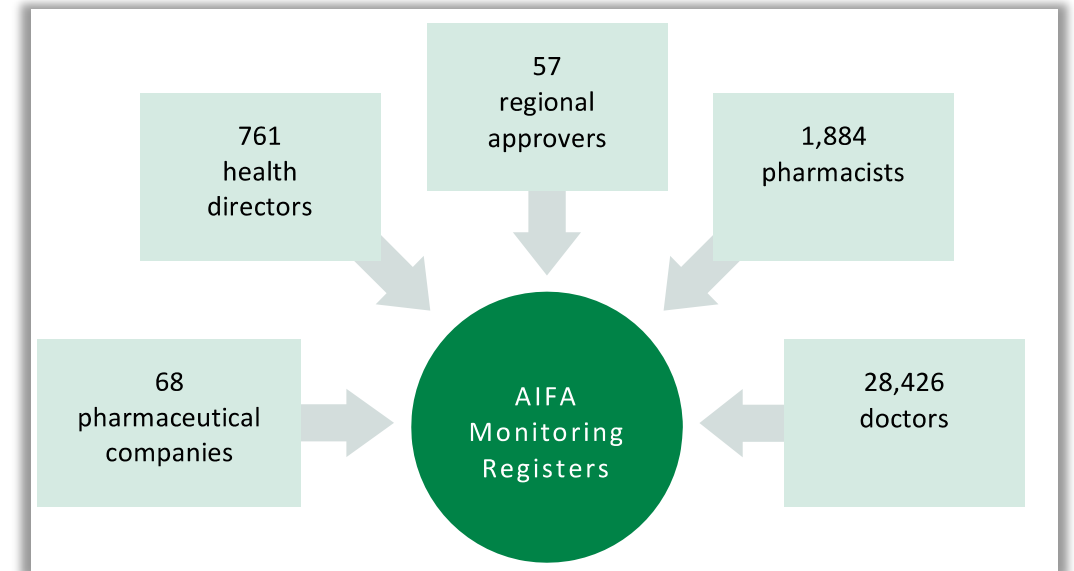 57
regional
approvers
761
health
directors
1,884
pharmacists
68
pharmaceutical
companies
AIFA
Monitoring
Registers
28,426
doctors